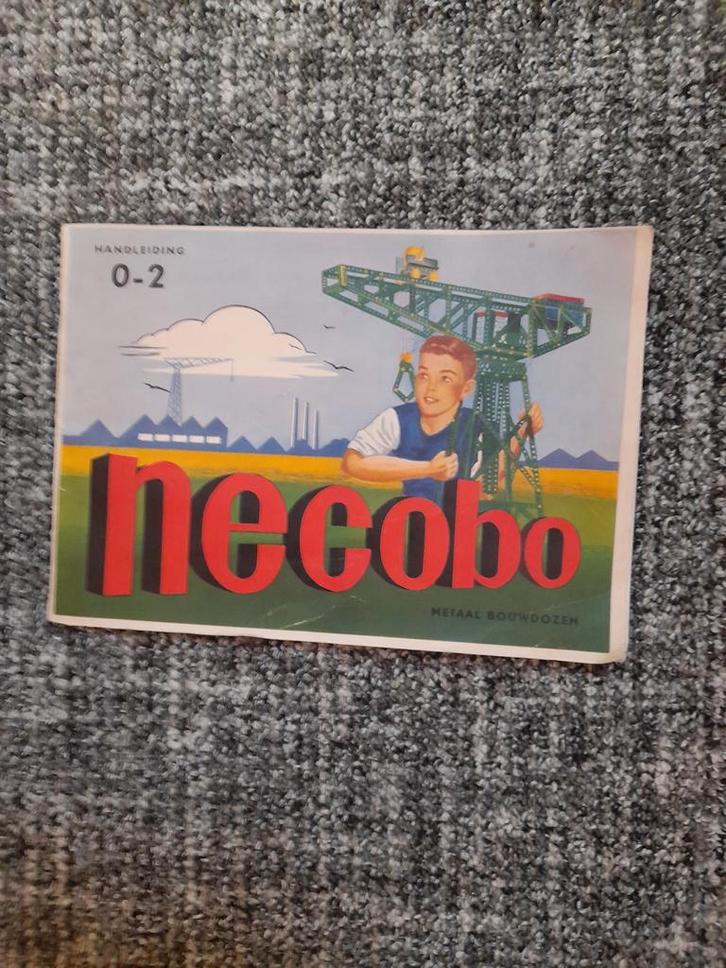 HANDLEIDING
0-2
necobo
METAAL BOUWDOZEN